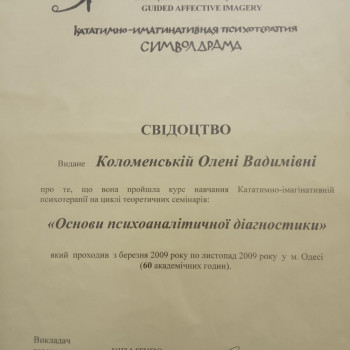 GUIDED AFFECTIVE IMAGERY
КАТАТИМНО-ИМАГИНАТИВНАЯ ПСИХОТЕРАПИЯ
СИМВОЛДРАМА
СВІДОЦТВО
Видане Коломенській Олені Вадимівні
про те, що вона пройшла курс навчання Кататимно-імагінативній
психотерапії на циклі теоретичних семінарів:
«Основи психоаналітичної діагностики»
який проходив з березня 2009 року по листопад 2009 року у м. Одесі
(60 академічних годин).
Викладач